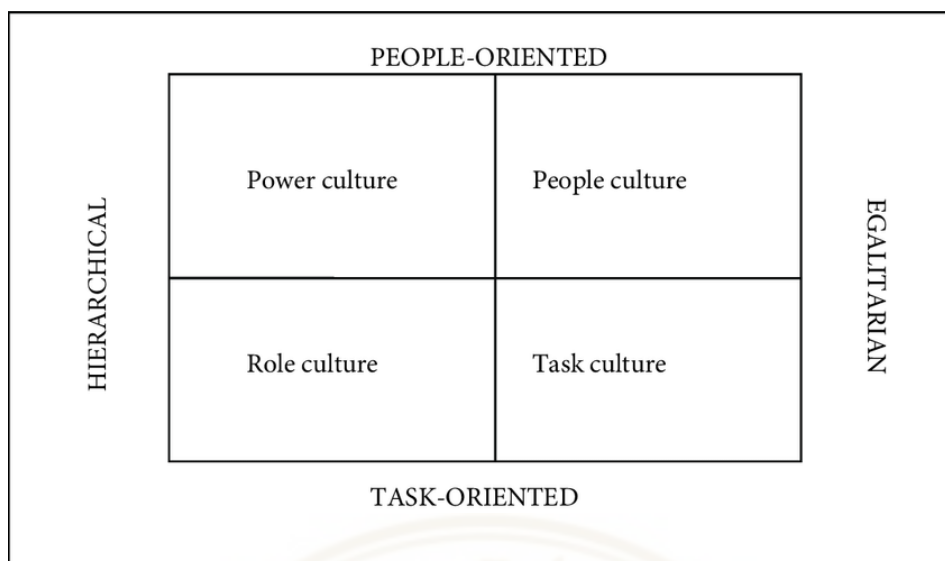 PEOPLE-ORIENTED
Power culture
People culture
HIERARCHICAL
EGALITARIAN
Role culture
Task culture
TASK-ORIENTED